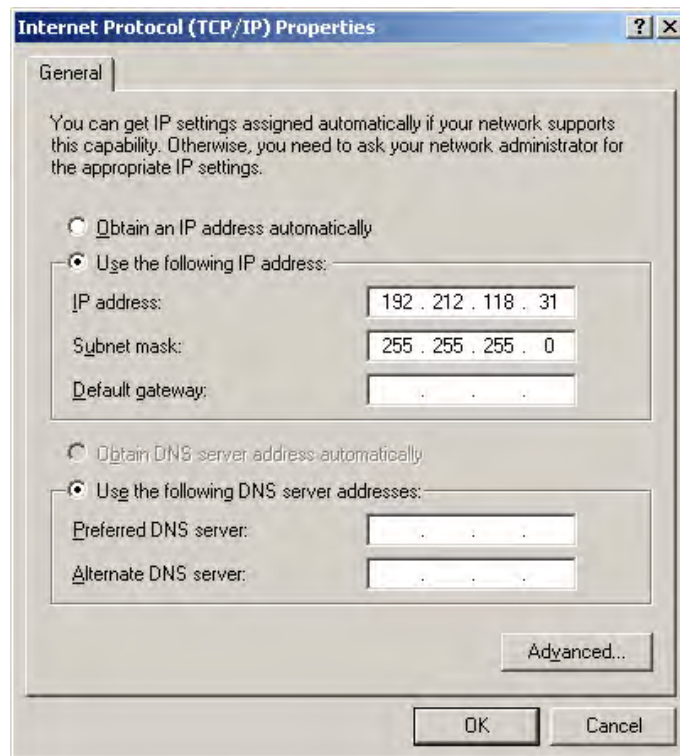 Internet Protocol (TCP/IP) Properties
General
You can get IP settings assigned automatically if your network supports
this capability. Otherwise, you need to ask your network administrator for
the appropriate IP settings.
Obtain an IP address automatically
Use the following IP address:
IP address: 192 . 212 . 118 . 31
Subnet mask: 255 . 255 . 255 . 0
Default gateway: . . .
Obtain DNS server address automatically
Use the following DNS server addresses:
Preferred DNS server: . . .
Alternate DNS server: . . .
Advanced...
OK Cancel